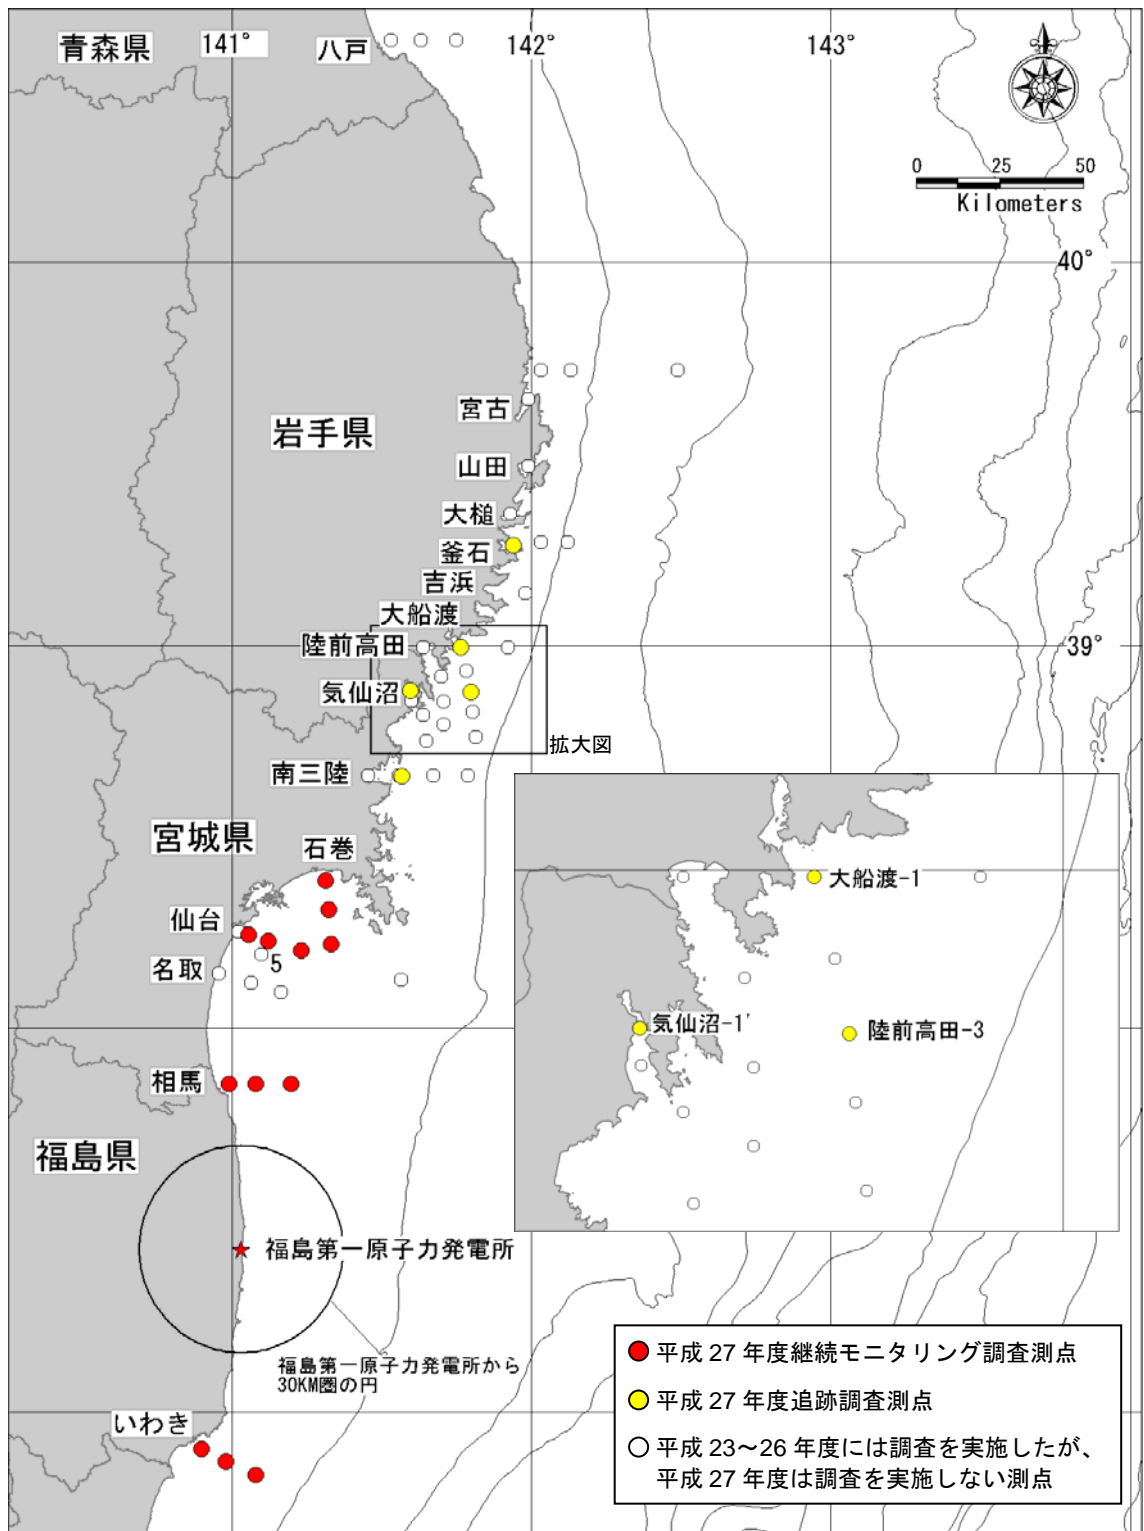 青森県
141°
八戸
142°
143°
0 25 50
Kilometers
40°
宮古
岩手県
山田
大槌
釜石
吉浜
大船渡
陸前高田
39°
気仙沼
拡大図
南三陸
宮城県
石巻
大船渡-1
仙台
5
名取
気仙沼-1'
陸前高田-3
相馬
福島県
福島第一原子力発電所
福島第一原子力発電所から
30KM圏の円
いわき
平成 27 年度継続モニタリング調査測点
平成 27 年度追跡調査測点
平成 23～26 年度には調査を実施したが、
平成 27 年度は調査を実施しない測点